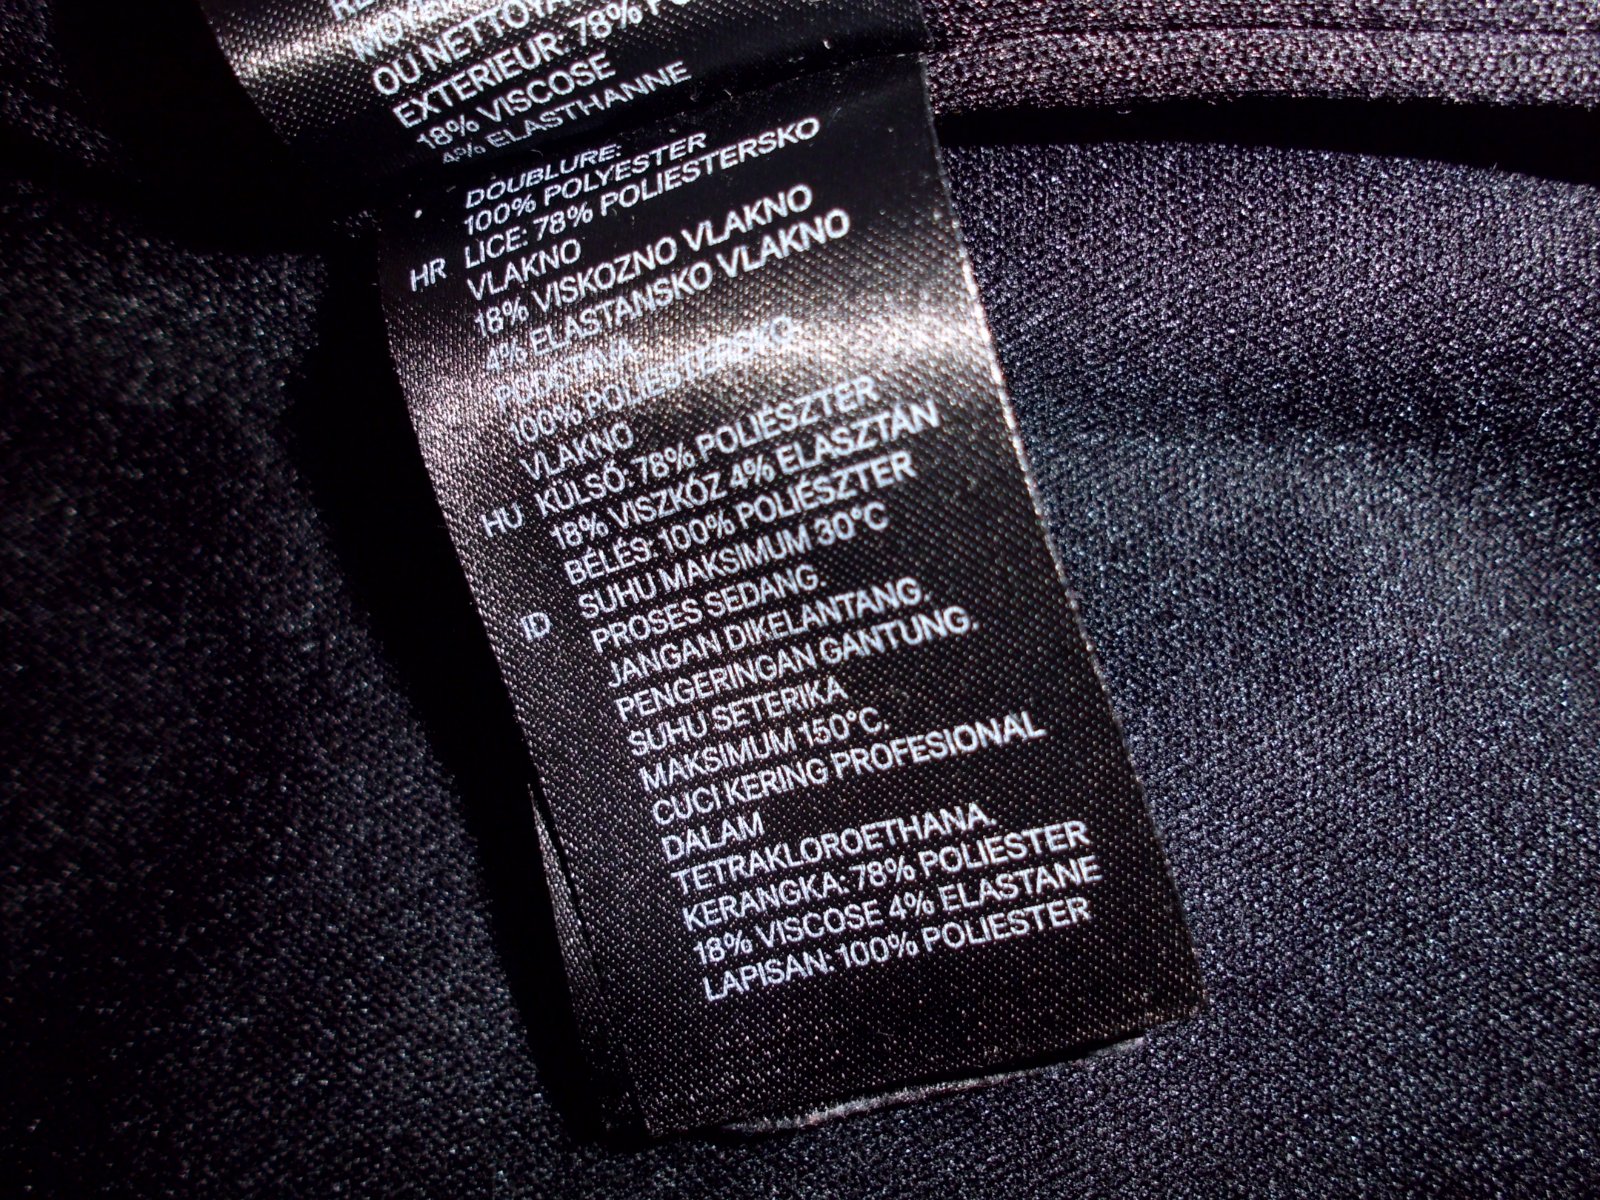 OU NETTOYA
EXTERIEUR: 78% PO
18% VISCOSE
4% ELASTHANNE
DOUBLURE:
100% POLYESTER
HR LICE: 78% POLIESTERSKO
VLAKNO
18% VISKOZNO VLAKNO
4% ELASTANSKO VLAKNO
PODSTAVA:
100% POLIESTERSKO
VLAKNO
HU KÜLSŐ: 78% POLIÉSZTER
18% VISZKÓZ 4% ELASZTÁN
BÉLÉS: 100% POLIÉSZTER
ID SUHU MAKSIMUM 30°C
PROSES SEDANG.
JANGAN DIKELANTANG.
PENGERINGAN GANTUNG.
SUHU SETERIKA
MAKSIMUM 150°C.
CUCI KERING PROFESIONAL
DALAM
TETRAKLOROETHANA.
KERANGKA: 78% POLIESTER
18% VISCOSE 4% ELASTANE
LAPISAN: 100% POLIESTER